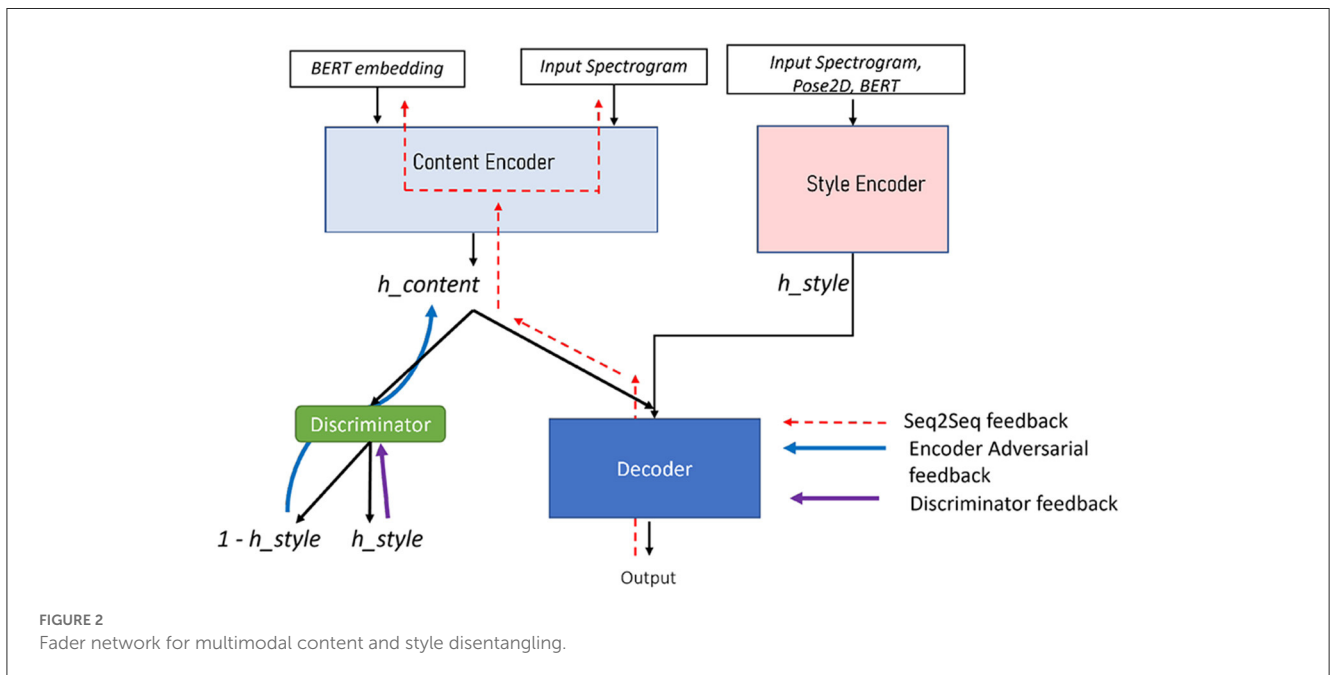 BERT embedding
Input Spectrogram
Input Spectrogram,
Pose2D, BERT
Content Encoder
Style Encoder
h_content
h_style
Discriminator
Decoder
1 - h_style
h_style
Output
Seq2Seq feedback
Encoder Adversarial
feedback
Discriminator feedback
FIGURE 2
Fader network for multimodal content and style disentangling.